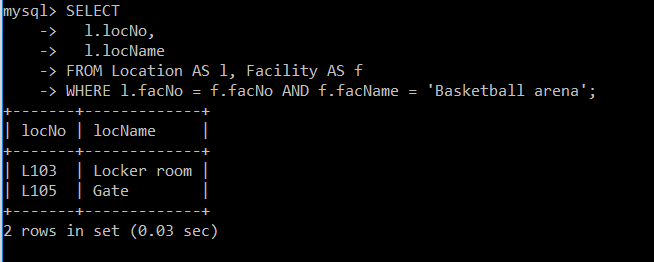 mysql> SELECT
    ->   l.locNo,
    ->   l.locName
    -> FROM Location AS l, Facility AS f
    -> WHERE l.facNo = f.facNo AND f.facName = 'Basketball arena';
+-------+-------------+
| locNo | locName     |
+-------+-------------+
| L103  | Locker room |
| L105  | Gate        |
+-------+-------------+
2 rows in set (0.03 sec)